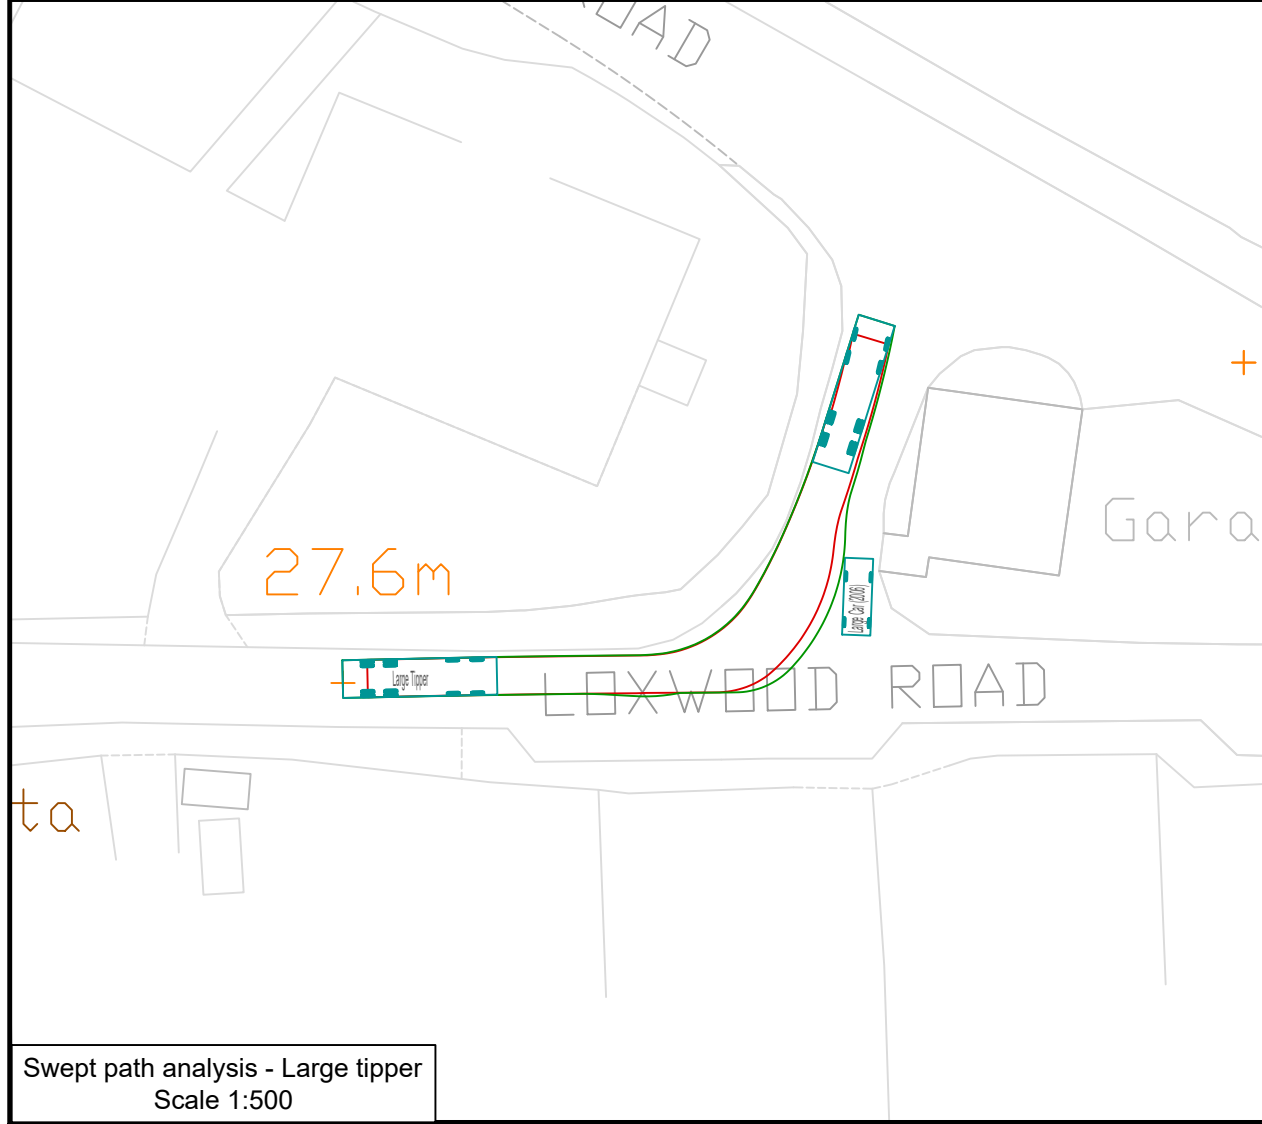 OAD
27.6m
Gara
Large Car (2006)
Large Tipper
LOXWOOD ROAD
ta
Swept path analysis - Large tipper
Scale 1:500